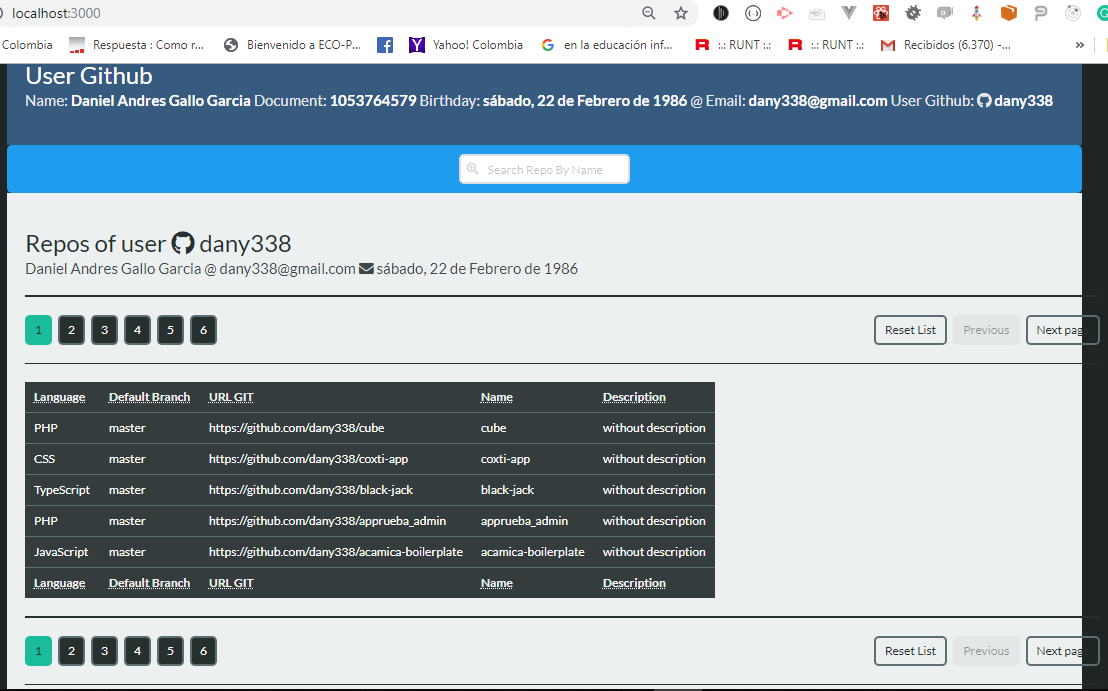 localhost:3000
Colombia Respuesta : Como r... Bienvenido a ECO-P... Yahoo! Colombia en la educación inf... :.: RUNT :.: :.: RUNT :.: Recibidos (6.370) -... »
User Github
Name: Daniel Andres Gallo Garcia Document: 1053764579 Birthday: sábado, 22 de Febrero de 1986 @ Email: dany338@gmail.com User Github: dany338
Search Repo By Name
Repos of user dany338
Daniel Andres Gallo Garcia @ dany338@gmail.com sábado, 22 de Febrero de 1986
1 2 3 4 5 6 Reset List Previous Next page
Language Default Branch URL GIT Name Description
PHP master https://github.com/dany338/cube cube without description
CSS master https://github.com/dany338/coxti-app coxti-app without description
TypeScript master https://github.com/dany338/black-jack black-jack without description
PHP master https://github.com/dany338/apprueba_admin apprueba_admin without description
JavaScript master https://github.com/dany338/acamica-boilerplate acamica-boilerplate without description
Language Default Branch URL GIT Name Description
1 2 3 4 5 6 Reset List Previous Next page